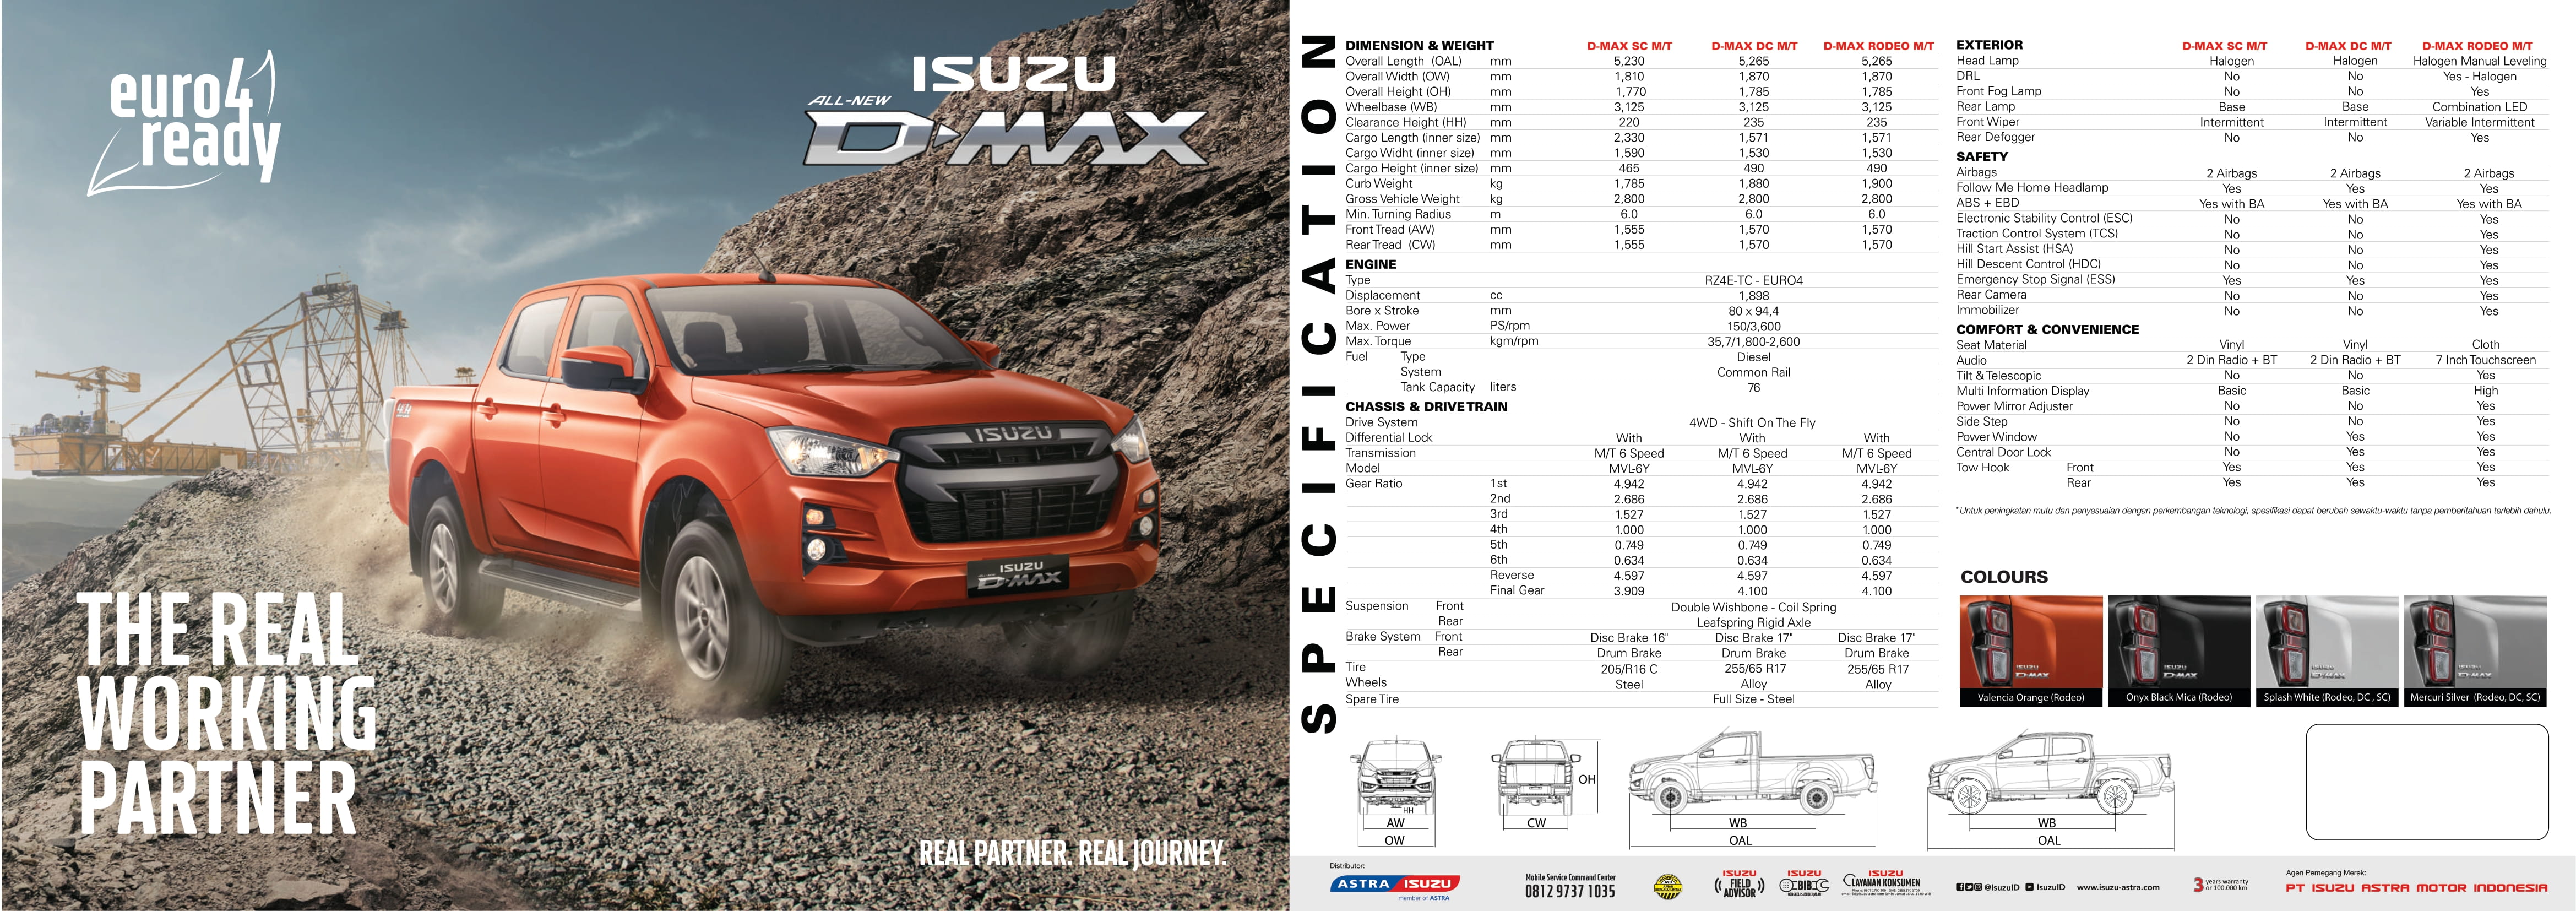 euro4
ready
ISUZU
ALL-NEW
D-MAX
4x4
ISUZU
ISUZU
D-MAX
THE REAL
WORKING
PARTNER
REAL PARTNER. REAL JOURNEY.
SPECIFICATION
DIMENSION & WEIGHT D-MAX SC M/T D-MAX DC M/T D-MAX RODEO M/T
Overall Length (OAL) mm 5,230 5,265 5,265
Overall Width (OW) mm 1,810 1,870 1,870
Overall Height (OH) mm 1,770 1,785 1,785
Wheelbase (WB) mm 3,125 3,125 3,125
Clearance Height (HH) mm 220 235 235
Cargo Length (inner size) mm 2,330 1,571 1,571
Cargo Widht (inner size) mm 1,590 1,530 1,530
Cargo Height (inner size) mm 465 490 490
Curb Weight kg 1,785 1,880 1,900
Gross Vehicle Weight kg 2,800 2,800 2,800
Min. Turning Radius m 6.0 6.0 6.0
Front Tread (AW) mm 1,555 1,570 1,570
Rear Tread (CW) mm 1,555 1,570 1,570
ENGINE
Type RZ4E-TC - EURO4
Displacement cc 1,898
Bore x Stroke mm 80 x 94,4
Max. Power PS/rpm 150/3,600
Max. Torque kgm/rpm 35,7/1,800-2,600
Fuel Type Diesel
System Common Rail
Tank Capacity liters 76
CHASSIS & DRIVE TRAIN
Drive System 4WD - Shift On The Fly
Differential Lock With With With
Transmission M/T 6 Speed M/T 6 Speed M/T 6 Speed
Model MVL-6Y MVL-6Y MVL-6Y
Gear Ratio 1st 4.942 4.942 4.942
2nd 2.686 2.686 2.686
3rd 1.527 1.527 1.527
4th 1.000 1.000 1.000
5th 0.749 0.749 0.749
6th 0.634 0.634 0.634
Reverse 4.597 4.597 4.597
Final Gear 3.909 4.100 4.100
Suspension Front Double Wishbone - Coil Spring
Rear Leafspring Rigid Axle
Brake System Front Disc Brake 16" Disc Brake 17" Disc Brake 17"
Rear Drum Brake Drum Brake Drum Brake
Tire 205/R16 C 255/65 R17 255/65 R17
Wheels Steel Alloy Alloy
Spare Tire Full Size - Steel
EXTERIOR D-MAX SC M/T D-MAX DC M/T D-MAX RODEO M/T
Head Lamp Halogen Halogen Halogen Manual Leveling
DRL No No Yes - Halogen
Front Fog Lamp No No Yes
Rear Lamp Base Base Combination LED
Front Wiper Intermittent Intermittent Variable Intermittent
Rear Defogger No No Yes
SAFETY
Airbags 2 Airbags 2 Airbags 2 Airbags
Follow Me Home Headlamp Yes Yes Yes
ABS + EBD Yes with BA Yes with BA Yes with BA
Electronic Stability Control (ESC) No No Yes
Traction Control System (TCS) No No Yes
Hill Start Assist (HSA) No No Yes
Hill Descent Control (HDC) No No Yes
Emergency Stop Signal (ESS) Yes Yes Yes
Rear Camera No No Yes
Immobilizer No No Yes
COMFORT & CONVENIENCE
Seat Material Vinyl Vinyl Cloth
Audio 2 Din Radio + BT 2 Din Radio + BT 7 Inch Touchscreen
Tilt & Telescopic No No Yes
Multi Information Display Basic Basic High
Power Mirror Adjuster No No Yes
Side Step No No Yes
Power Window No Yes Yes
Central Door Lock No Yes Yes
Tow Hook Front Yes Yes Yes
Rear Yes Yes Yes
*Untuk peningkatan mutu dan penyesuaian dengan perkembangan teknologi, spesifikasi dapat berubah sewaktu-waktu tanpa pemberitahuan terlebih dahulu.
COLOURS
ISUZU ISUZU ISUZU ISUZU
D-MAX D-MAX D-MAX D-MAX
Valencia Orange (Rodeo) Onyx Black Mica (Rodeo) Splash White (Rodeo, DC , SC) Mercuri Silver (Rodeo, DC, SC)
HH
AW
OW
OH
CW
WB
OAL
WB
OAL
Distributor:
ASTRA ISUZU
member of ASTRA
Mobile Service Command Center
0812 9737 1035
ISUZU
FIELD
ADVISOR
ISUZU
BIB
ISUZU
LAYANAN KONSUMEN
@IsuzuID IsuzuID www.isuzu-astra.com
3 years warranty
or 100.000 km
Agen Pemegang Merek:
PT ISUZU ASTRA MOTOR INDONESIA